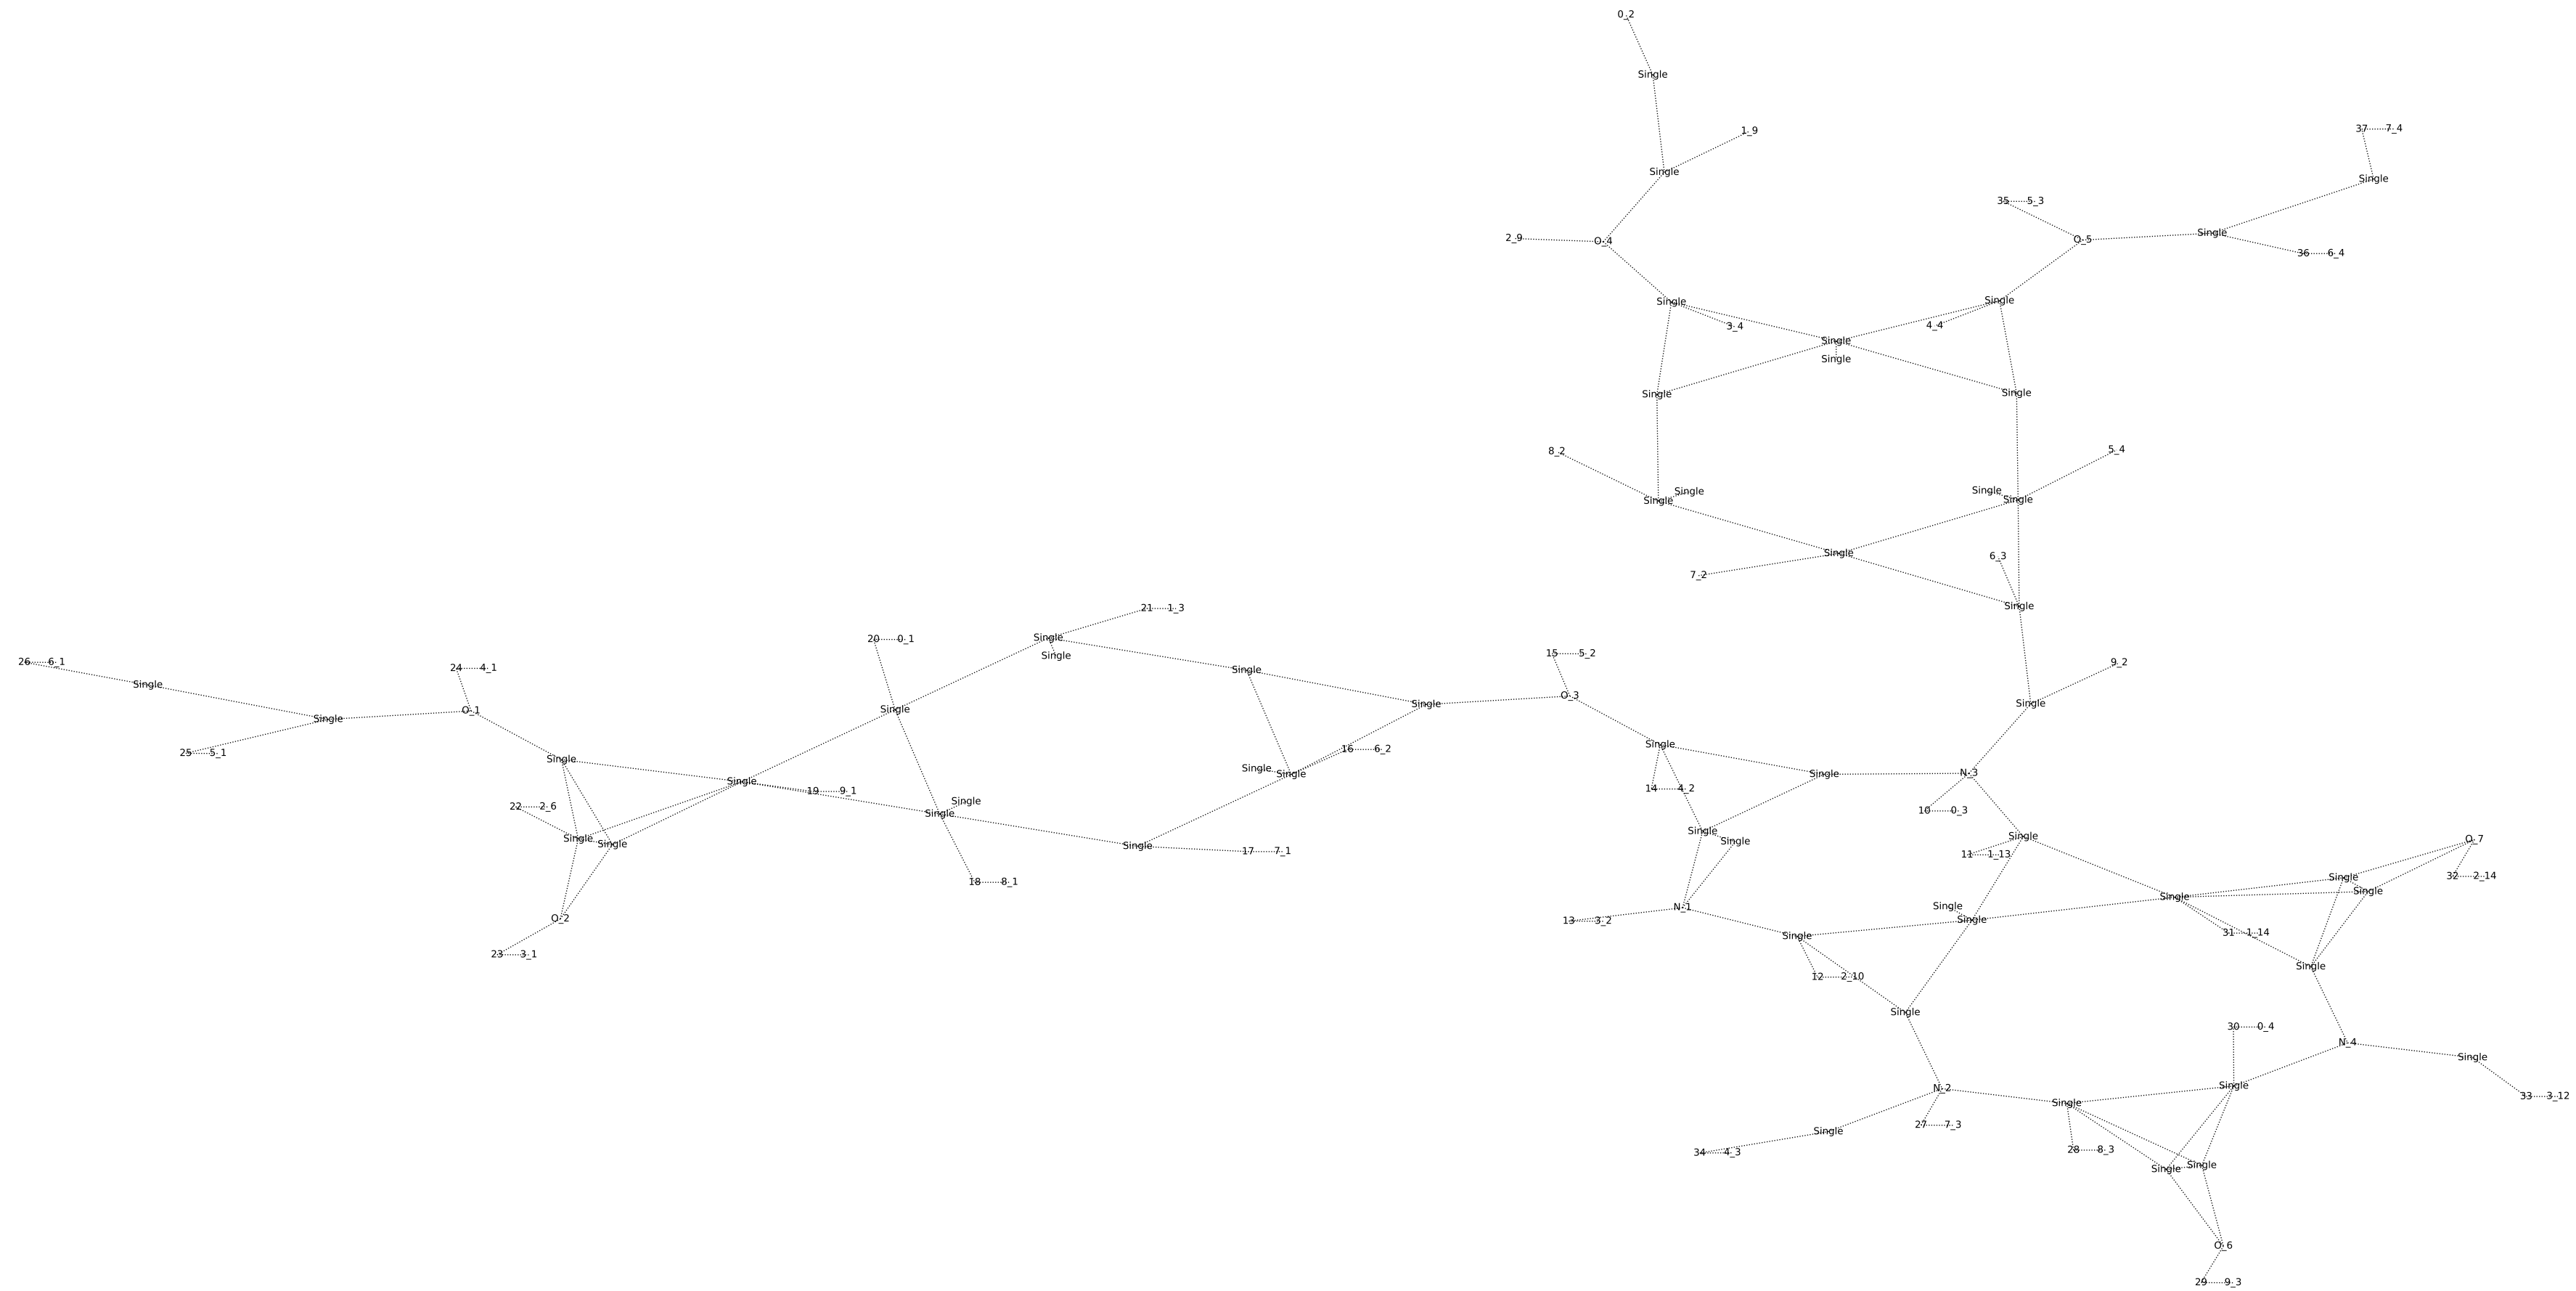 0_2
Single
37 7_4
1_9
Single
Single
35 5_3
Single
2_9 O_4
O_5
36 6_4
Single
Single
3_4
4_4
Single
Single
Single
Single
5_4
8_2
Single
Single
Single
Single
Single
6_3
7_2
Single
21 1_3
Single
20 0_1
15 5_2
Single
26 6_1
9_2
24 4_1
Single
Single
O_3
Single
Single
Single
O_1
Single
Single
16 6_2
25 5_1
Single
Single
Single
Single
N_3
Single
14 4_2
19 9_1
Single
22 2_6
10 0_3
Single
Single
Single
Single
Single
Single
O_7
Single
17 7_1
11 1_13
32 2_14
Single
18 8_1
Single
Single
Single
N_1
O_2
13 3_2
Single
31 1_14
Single
23 3_1
Single
12 2_10
Single
30 0_4
N_4
Single
Single
N_2
33 3_12
Single
27 7_3
Single
28 8_3
34 4_3
Single
Single
O_6
29 9_3